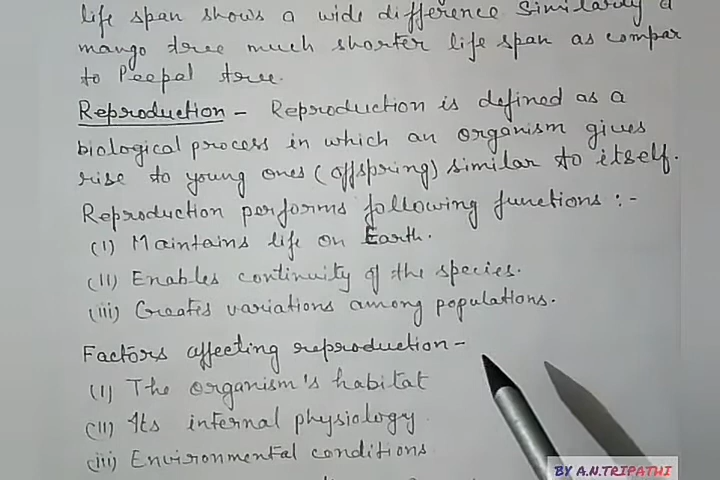 life span shows a wide difference Similarly a
mango tree much shorter life span as compar
to Peepal tree.
Reproduction - Reproduction is defined as a
biological process in which an organism gives
rise to young ones (offspring) similar to itself.
Reproduction performs following functions :-
(I) Maintains life on Earth.
(II) Enables continuity of the species.
(iii) Creates variations among populations.
Factors affecting reproduction -
(I) The organism's habitat
(II) Its internal physiology
(iii) Environmental conditions
BY A.N.TRIPATHI